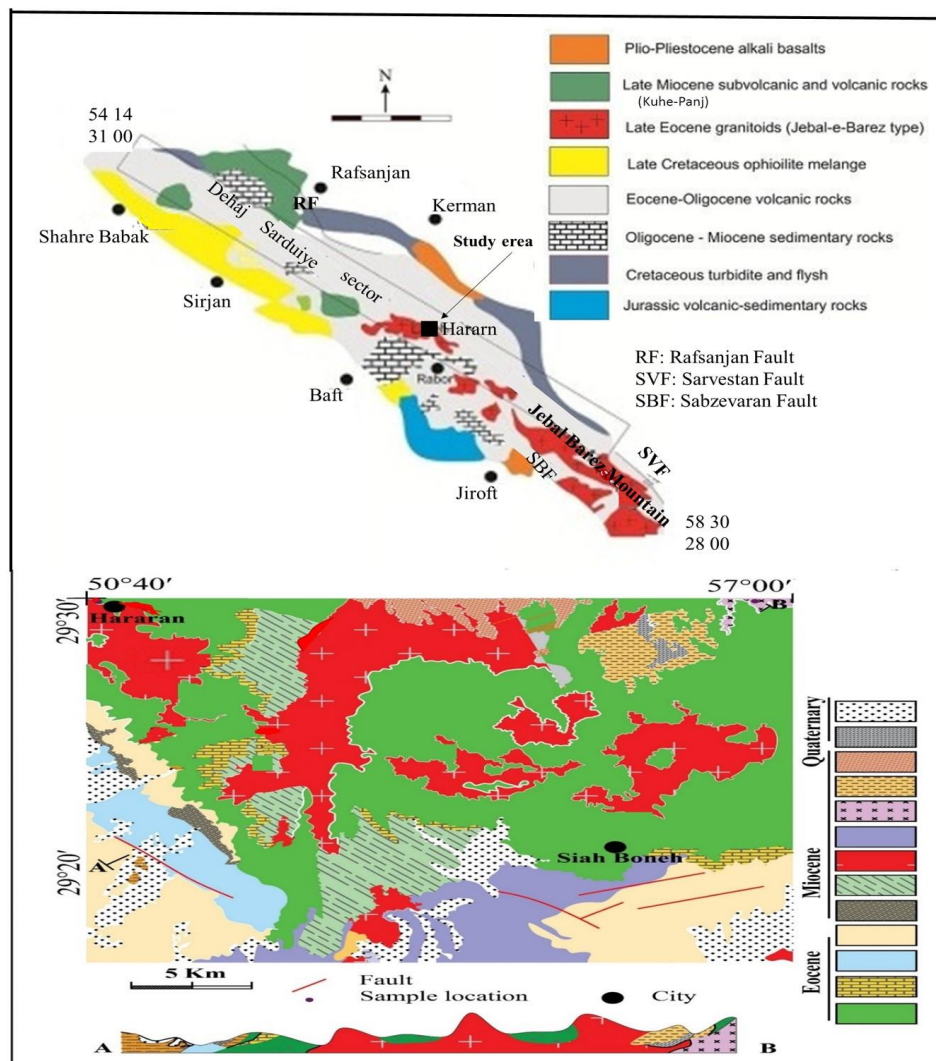 Plio-Pliestocene alkali basalts
Late Miocene subvolcanic and volcanic rocks
(Kuhe-Panj)
Late Eocene granitoids (Jebal-e-Barez type)
Late Cretaceous ophioilite melange
Eocene-Oligocene volcanic rocks
Oligocene - Miocene sedimentary rocks
Cretaceous turbidite and flysh
Jurassic volcanic-sedimentary rocks
RF: Rafsanjan Fault
SVF: Sarvestan Fault
SBF: Sabzevaran Fault
N
54 14
31 00
Rafsanjan
RF
Kerman
Dehaj Sarduiye sector
Shahre Babak
Study erea
Sirjan
Hararn
Rabor
Baft
Jebal Barez Mountain
SVF
SBF
Jiroft
58 30
28 00
50°40′
57°00′
29°30′
Hararan
B
29°20′
A
Siah Boneh
5 Km
Fault
Sample location
City
A
B
Quaternary
Miocene
Eocene